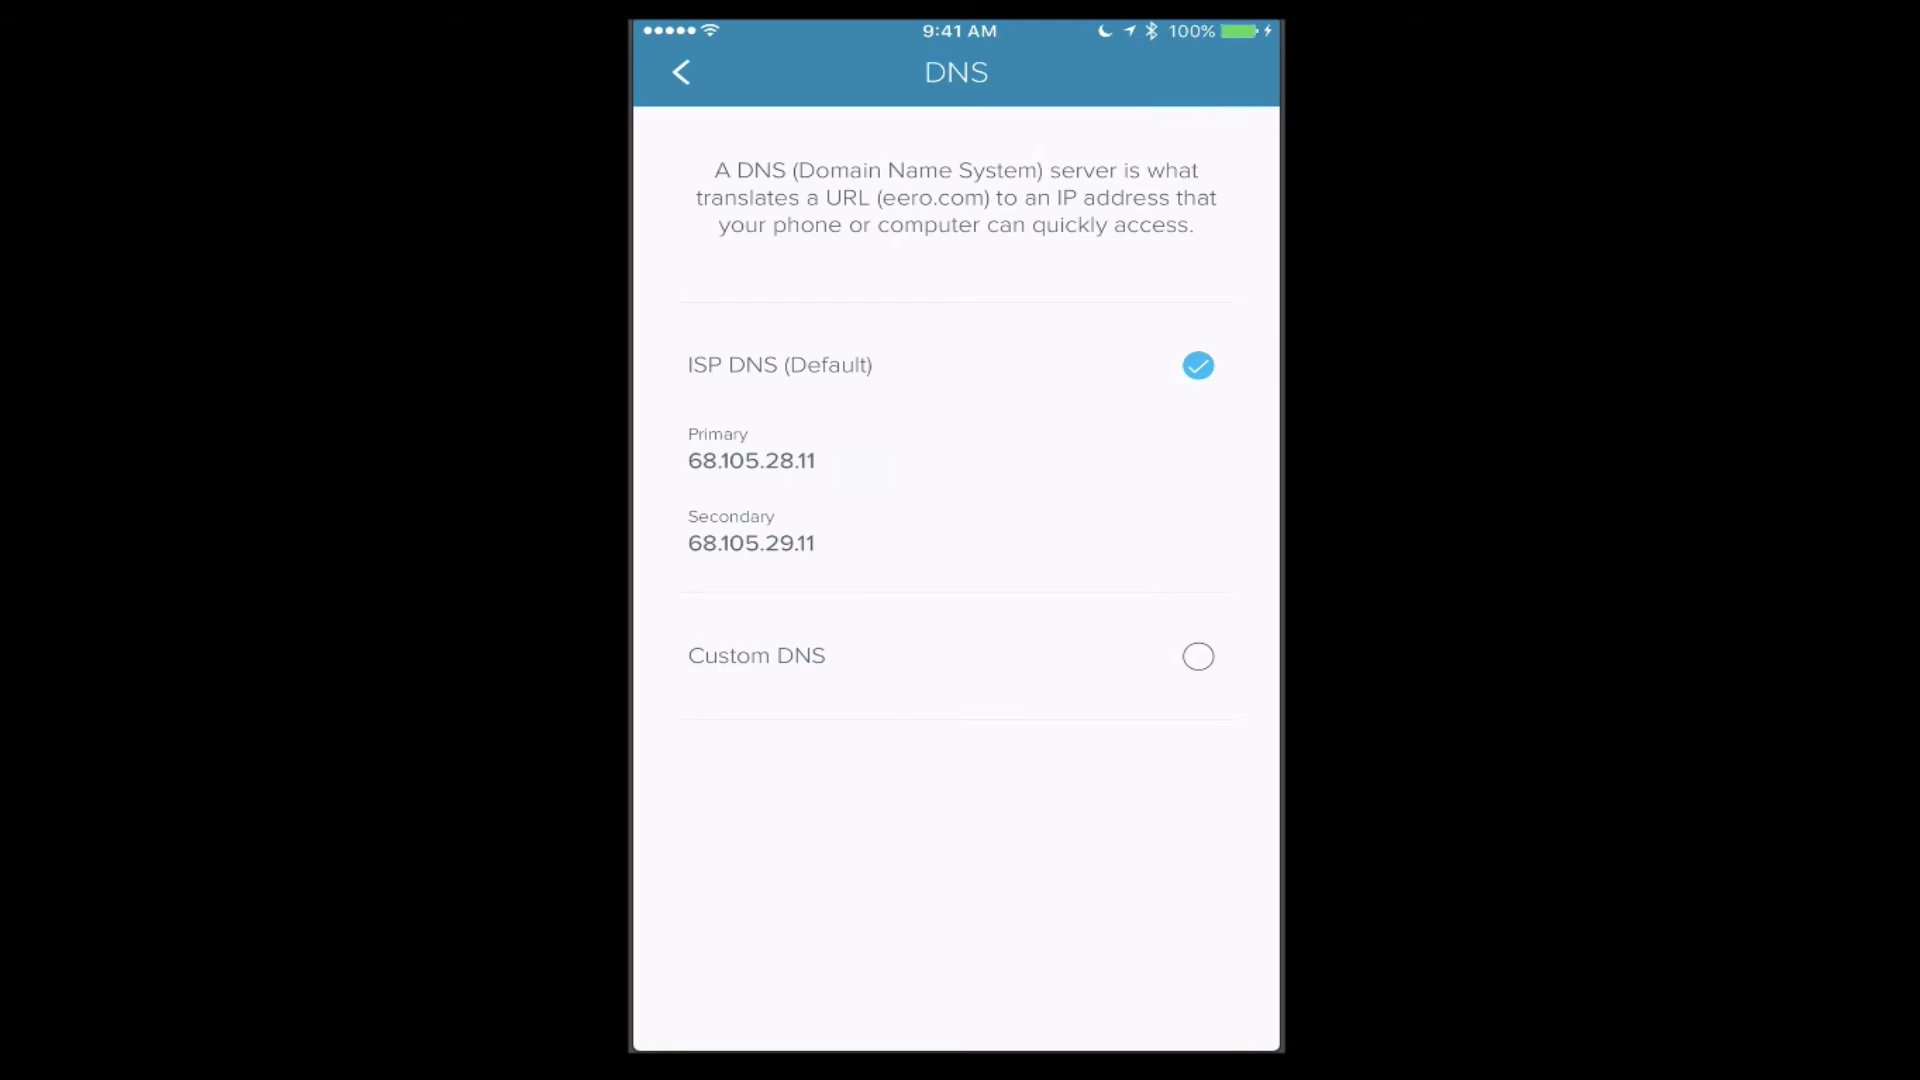 9:41 AM
100%
DNS
A DNS (Domain Name System) server is what
translates a URL (eero.com) to an IP address that
your phone or computer can quickly access.
ISP DNS (Default)
Primary
68.105.28.11
Secondary
68.105.29.11
Custom DNS